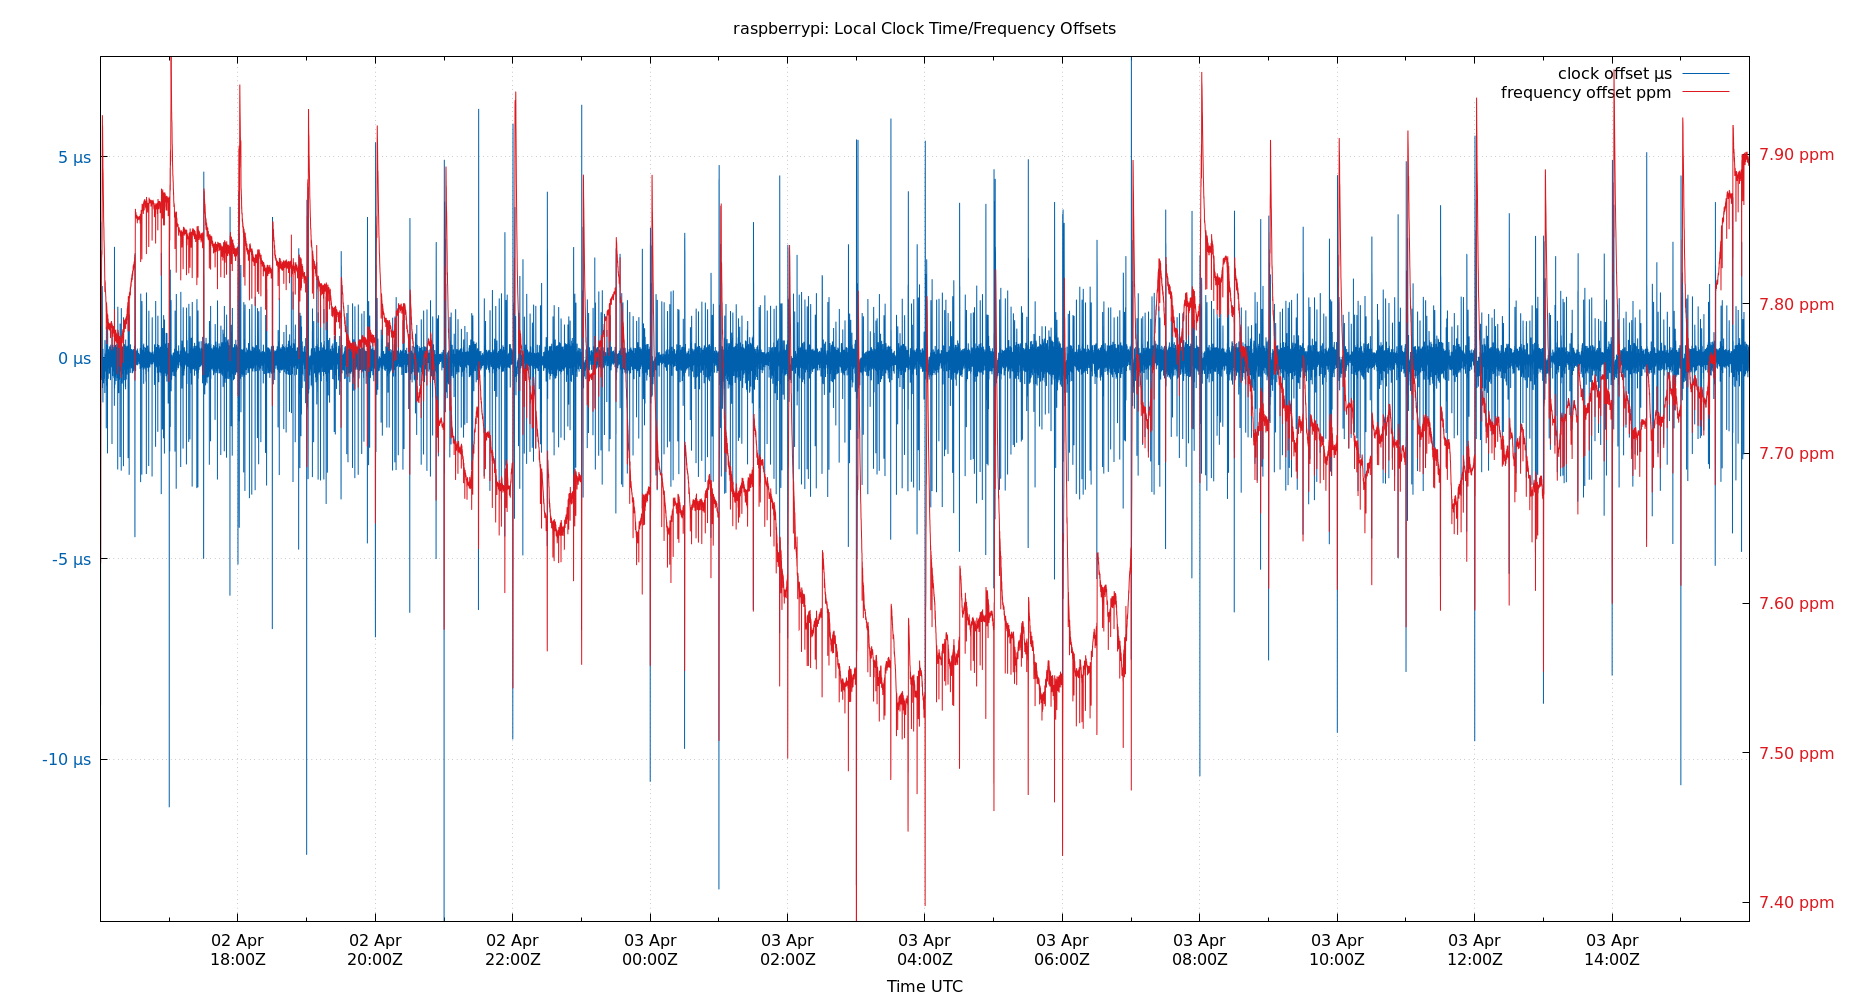 raspberrypi: Local Clock Time/Frequency Offsets
clock offset µs
frequency offset ppm
5 µs
0 µs
-5 µs
-10 µs
7.90 ppm
7.80 ppm
7.70 ppm
7.60 ppm
7.50 ppm
7.40 ppm
02 Apr 02 Apr 02 Apr 03 Apr 03 Apr 03 Apr 03 Apr 03 Apr 03 Apr 03 Apr 03 Apr
18:00Z 20:00Z 22:00Z 00:00Z 02:00Z 04:00Z 06:00Z 08:00Z 10:00Z 12:00Z 14:00Z
Time UTC